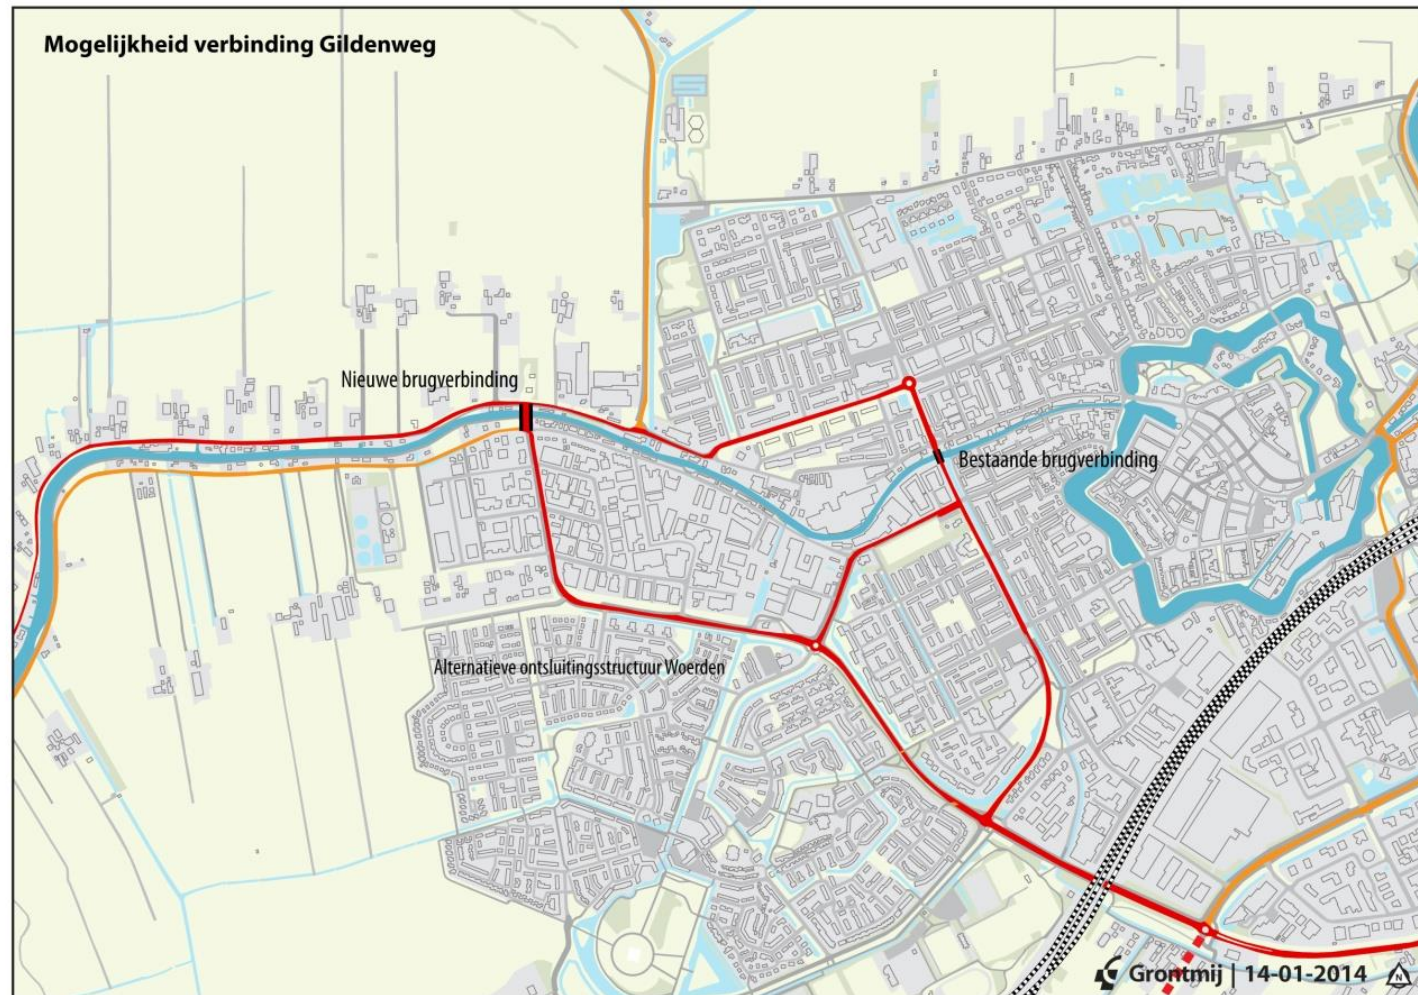 Mogelijkheid verbinding Gildenweg
Nieuwe brugverbinding
Bestaande brugverbinding
Alternatieve ontsluitingsstructuur Woerden
Grontmij | 14-01-2014
N